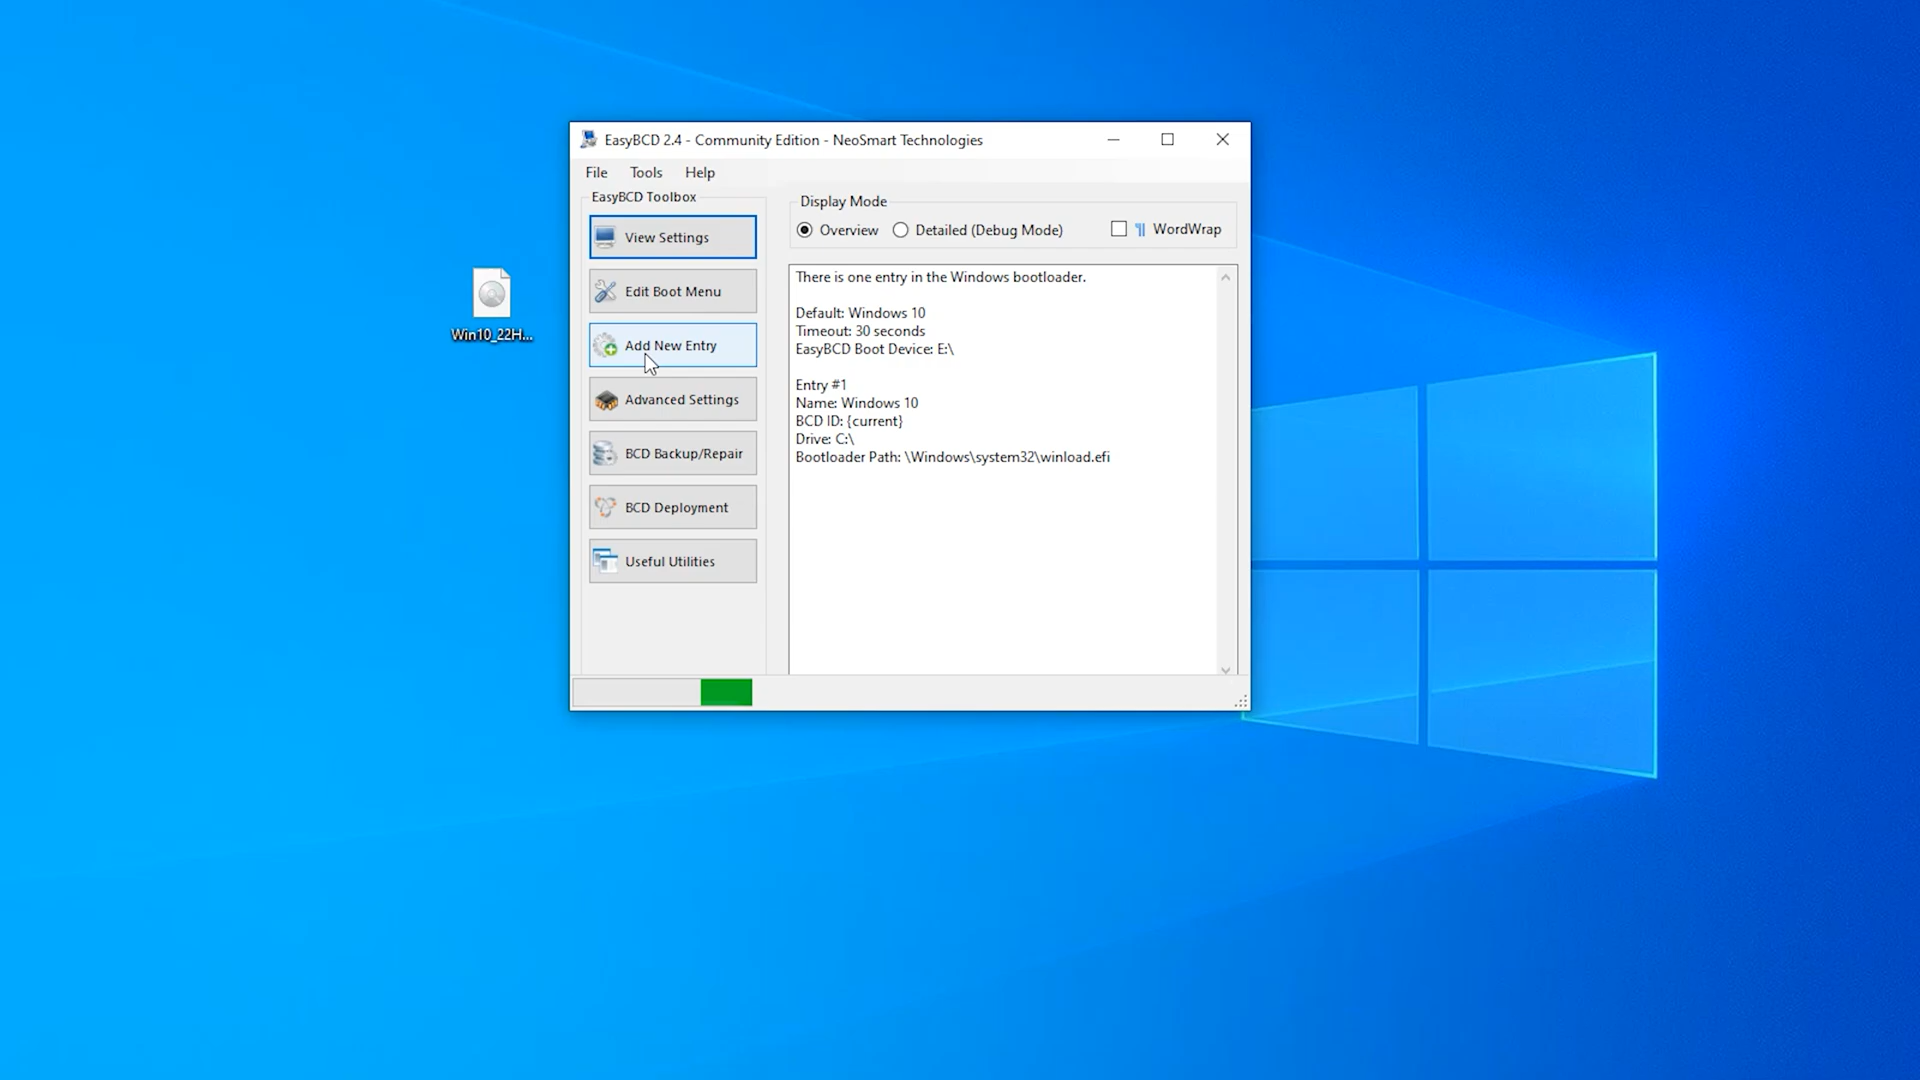 EasyBCD 2.4 - Community Edition - NeoSmart Technologies
File Tools Help
EasyBCD Toolbox
View Settings
Edit Boot Menu
Add New Entry
Advanced Settings
BCD Backup/Repair
BCD Deployment
Useful Utilities
Display Mode
Overview Detailed (Debug Mode) WordWrap
There is one entry in the Windows bootloader.
Default: Windows 10
Timeout: 30 seconds
EasyBCD Boot Device: E:\
Entry #1
Name: Windows 10
BCD ID: {current}
Drive: C:\
Bootloader Path: \Windows\system32\winload.efi
Win10_22H...